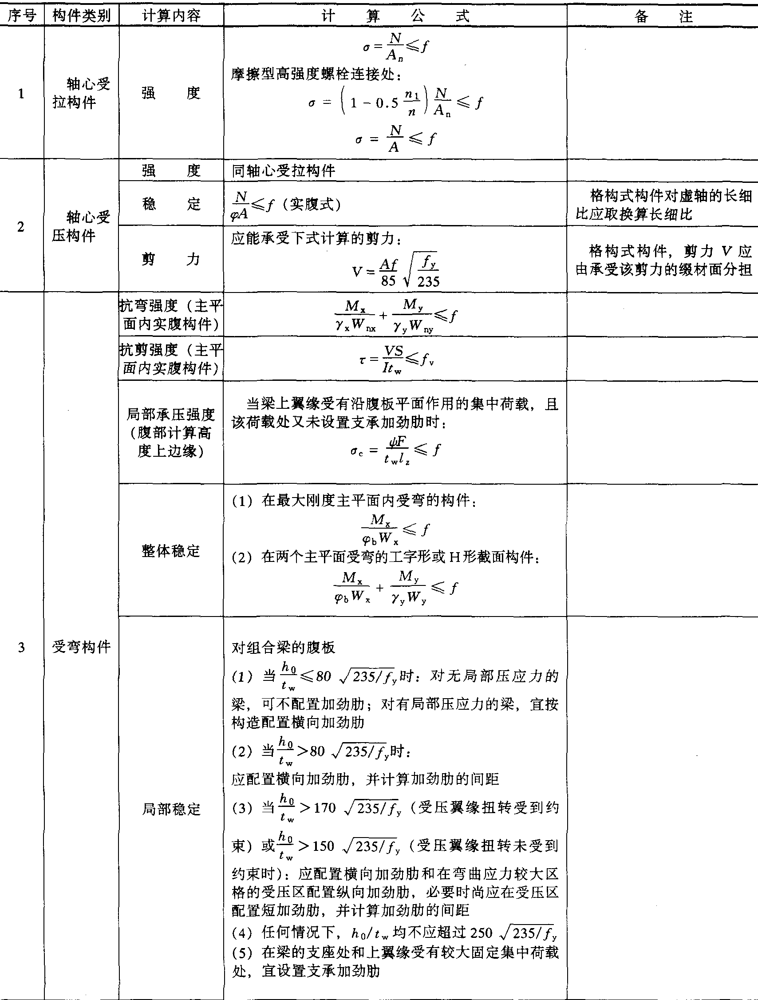 序号 构件类别 计算内容 计 算 公 式 备 注
1 轴心受拉构件 强 度
σ = N/Aₙ ≤ f
摩擦型高强度螺栓连接处：
σ = (1 - 0.5 n₁/n) N/Aₙ ≤ f
σ = N/A ≤ f
2 轴心受压构件
强 度 同轴心受拉构件
稳 定 N/φA ≤ f（实腹式）
格构式构件对虚轴的长细
比应取换算长细比
剪 力
应能承受下式计算的剪力：
V = Af/85 √(f_y/235)
格构式构件，剪力 V 应
由承受该剪力的缀材面分担
3 受弯构件
抗弯强度（主平
面内实腹构件）
M_x/(γ_x W_nx) + M_y/(γ_y W_ny) ≤ f
抗剪强度（主平
面内实腹构件）
τ = VS/(It_w) ≤ f_v
局部承压强度
（腹部计算高
度上边缘）
当梁上翼缘受有沿腹板平面作用的集中荷载，且
该荷载处又未设置支承加劲肋时：
σ_c = ψF/(t_w l_z) ≤ f
整体稳定
（1）在最大刚度主平面内受弯的构件：
M_x/(φ_b W_x) ≤ f
（2）在两个主平面受弯的工字形或 H 形截面构件：
M_x/(φ_b W_x) + M_y/(γ_y W_y) ≤ f
局部稳定
对组合梁的腹板
（1）当 h₀/t_w ≤ 80 √(235/f_y) 时：对无局部压应力的
梁，可不配置加劲肋；对有局部压应力的梁，宜按
构造配置横向加劲肋
（2）当 h₀/t_w > 80 √(235/f_y) 时：
应配置横向加劲肋，并计算加劲肋的间距
（3）当 h₀/t_w > 170 √(235/f_y)（受压翼缘扭转受到约
束）或 h₀/t_w > 150 √(235/f_y)（受压翼缘扭转未受到
约束时）：应配置横向加劲肋和在弯曲应力较大区
格的受压区配置纵向加劲肋，必要时尚应在受压区
配置短加劲肋，并计算加劲肋的间距
（4）任何情况下，h₀/t_w 均不应超过 250 √(235/f_y)
（5）在梁的支座处和上翼缘受有较大固定集中荷载
处，宜设置支承加劲肋